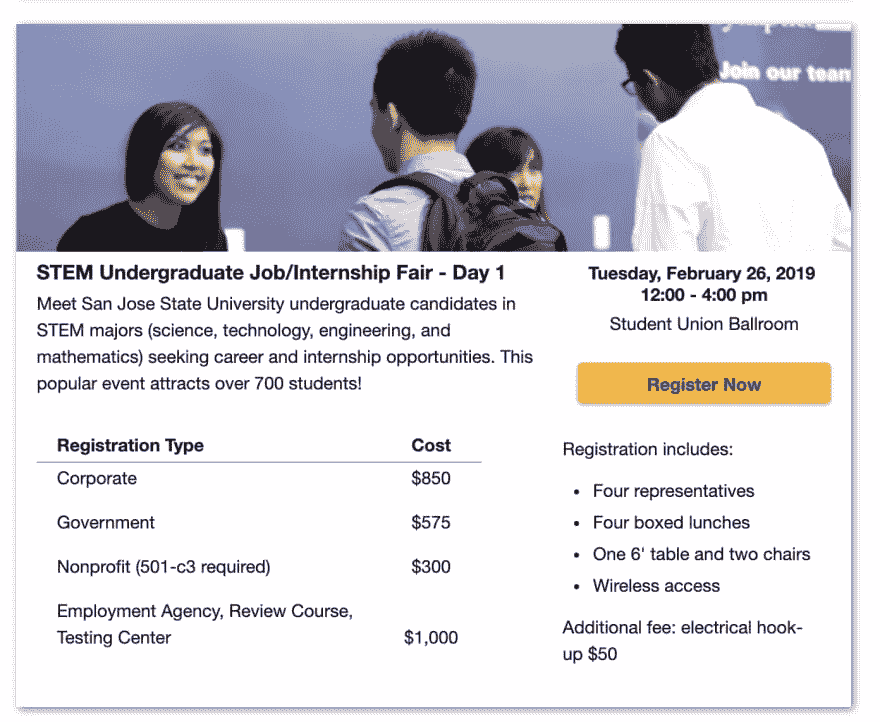 Join our team
STEM Undergraduate Job/Internship Fair - Day 1
Meet San Jose State University undergraduate candidates in
STEM majors (science, technology, engineering, and
mathematics) seeking career and internship opportunities. This
popular event attracts over 700 students!
Tuesday, February 26, 2019
12:00 - 4:00 pm
Student Union Ballroom
Register Now
Registration Type Cost
Corporate $850
Government $575
Nonprofit (501-c3 required) $300
Employment Agency, Review Course,
Testing Center $1,000
Registration includes:
• Four representatives
• Four boxed lunches
• One 6' table and two chairs
• Wireless access
Additional fee: electrical hook-
up $50